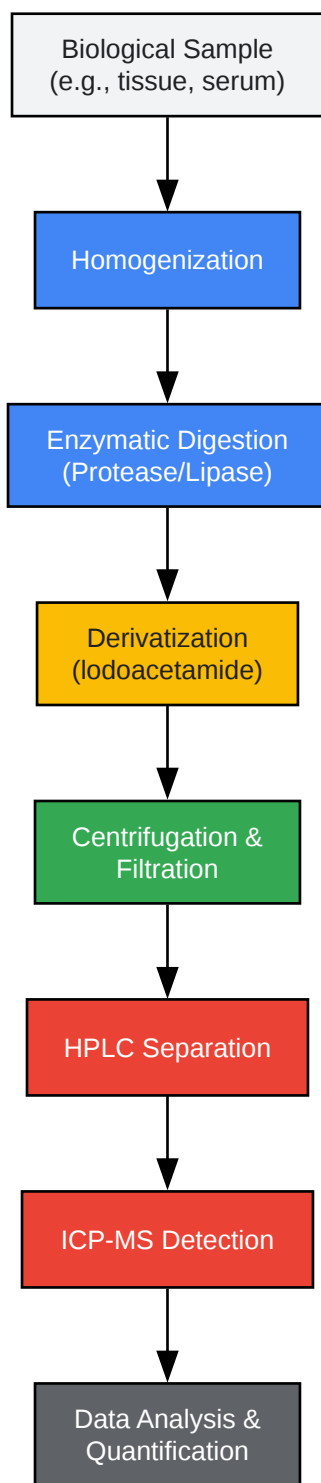 Biological Sample
(e.g., tissue, serum)
Homogenization
Enzymatic Digestion
(Protease/Lipase)
Derivatization
(Iodoacetamide)
Centrifugation &
Filtration
HPLC Separation
ICP-MS Detection
Data Analysis &
Quantification